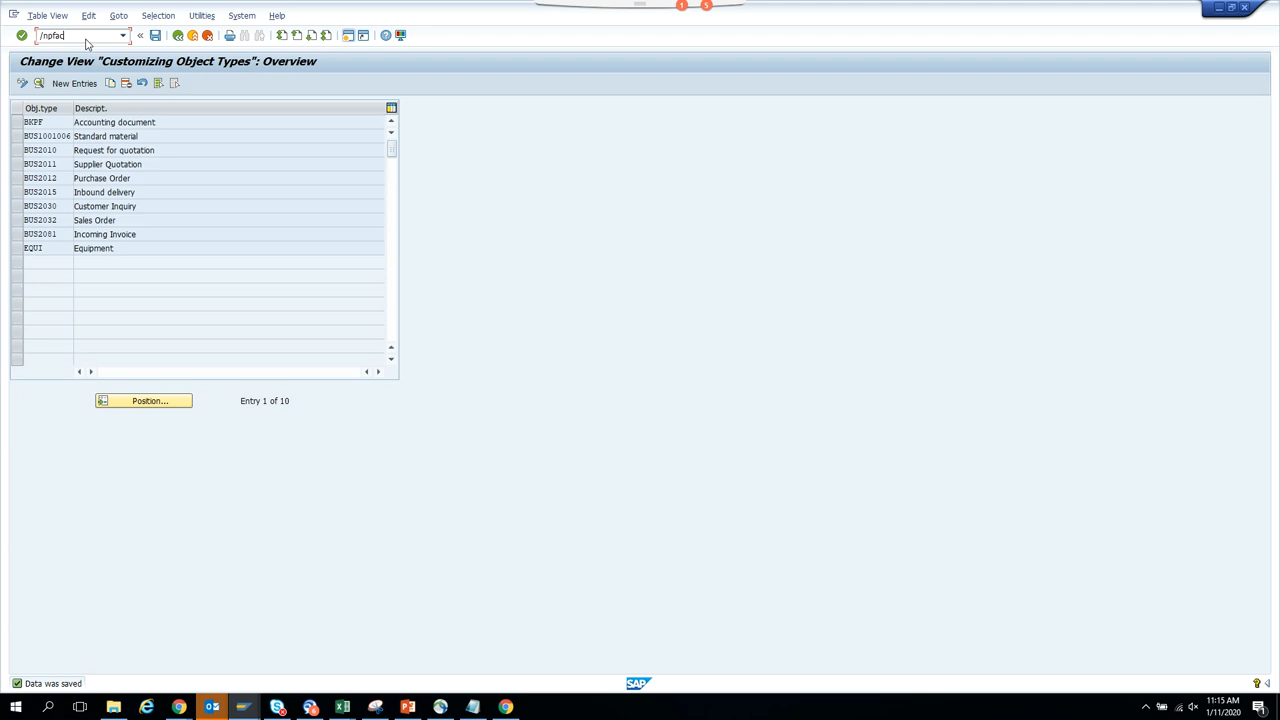 Table View Edit Goto Selection Utilities System Help
1 5
/npfac
Change View "Customizing Object Types": Overview
New Entries
Obj.type Descript.
BKPF Accounting document
BUS1001006 Standard material
BUS2010 Request for quotation
BUS2011 Supplier Quotation
BUS2012 Purchase Order
BUS2015 Inbound delivery
BUS2030 Customer Inquiry
BUS2032 Sales Order
BUS2081 Incoming Invoice
EQUI Equipment
Position... Entry 1 of 10
Data was saved
SAP
11:15 AM
1/11/2020